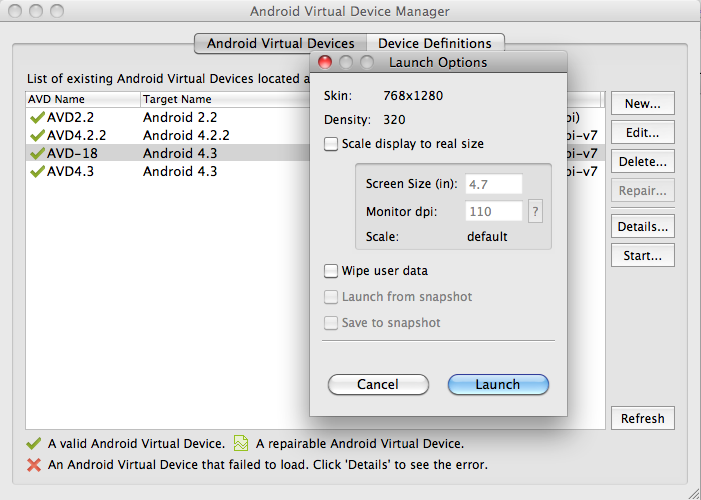 Android Virtual Device Manager
Android Virtual Devices
Device Definitions
List of existing Android Virtual Devices located a
AVD Name
Target Name
AVD2.2
Android 2.2
AVD4.2.2
Android 4.2.2
pi-v7
AVD-18
Android 4.3
pi-v7
AVD4.3
Android 4.3
pi-v7
New...
Edit...
Delete...
Repair...
Details...
Start...
Refresh
Launch Options
Skin: 768x1280
Density: 320
Scale display to real size
Screen Size (in): 4.7
Monitor dpi: 110 ?
Scale: default
Wipe user data
Launch from snapshot
Save to snapshot
Cancel
Launch
A valid Android Virtual Device.
A repairable Android Virtual Device.
An Android Virtual Device that failed to load. Click 'Details' to see the error.